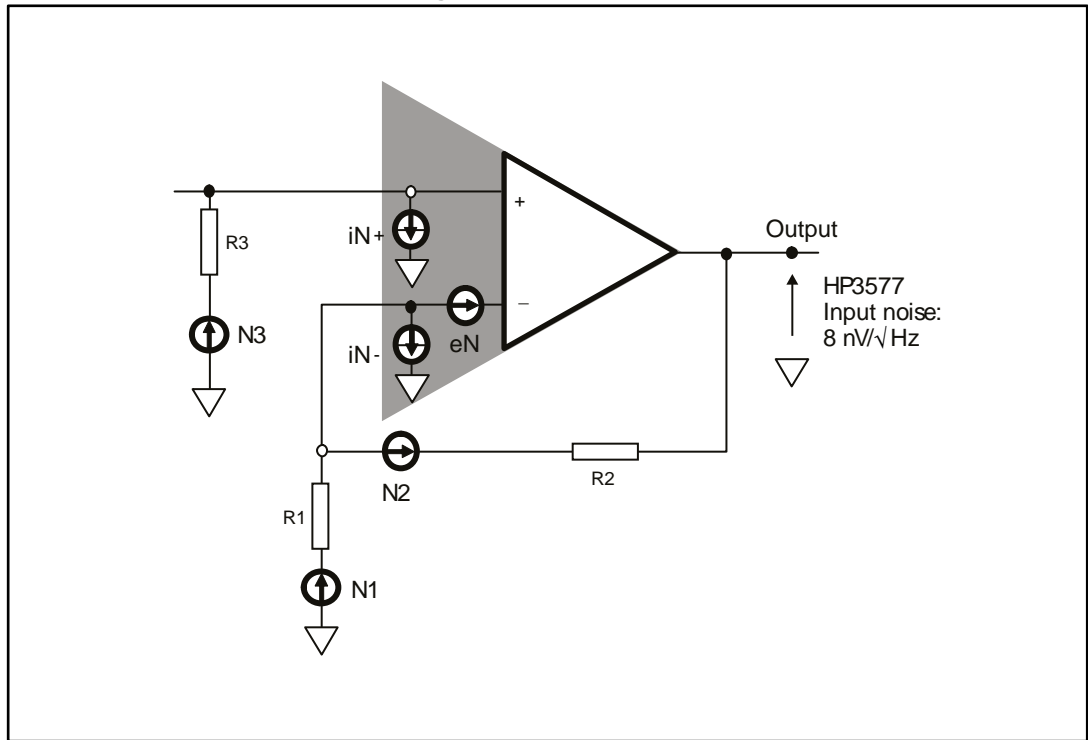 +
Output
R3
iN+
HP3577
Input noise:
8 nV/√Hz
−
N3
iN-
eN
N2
R2
R1
N1